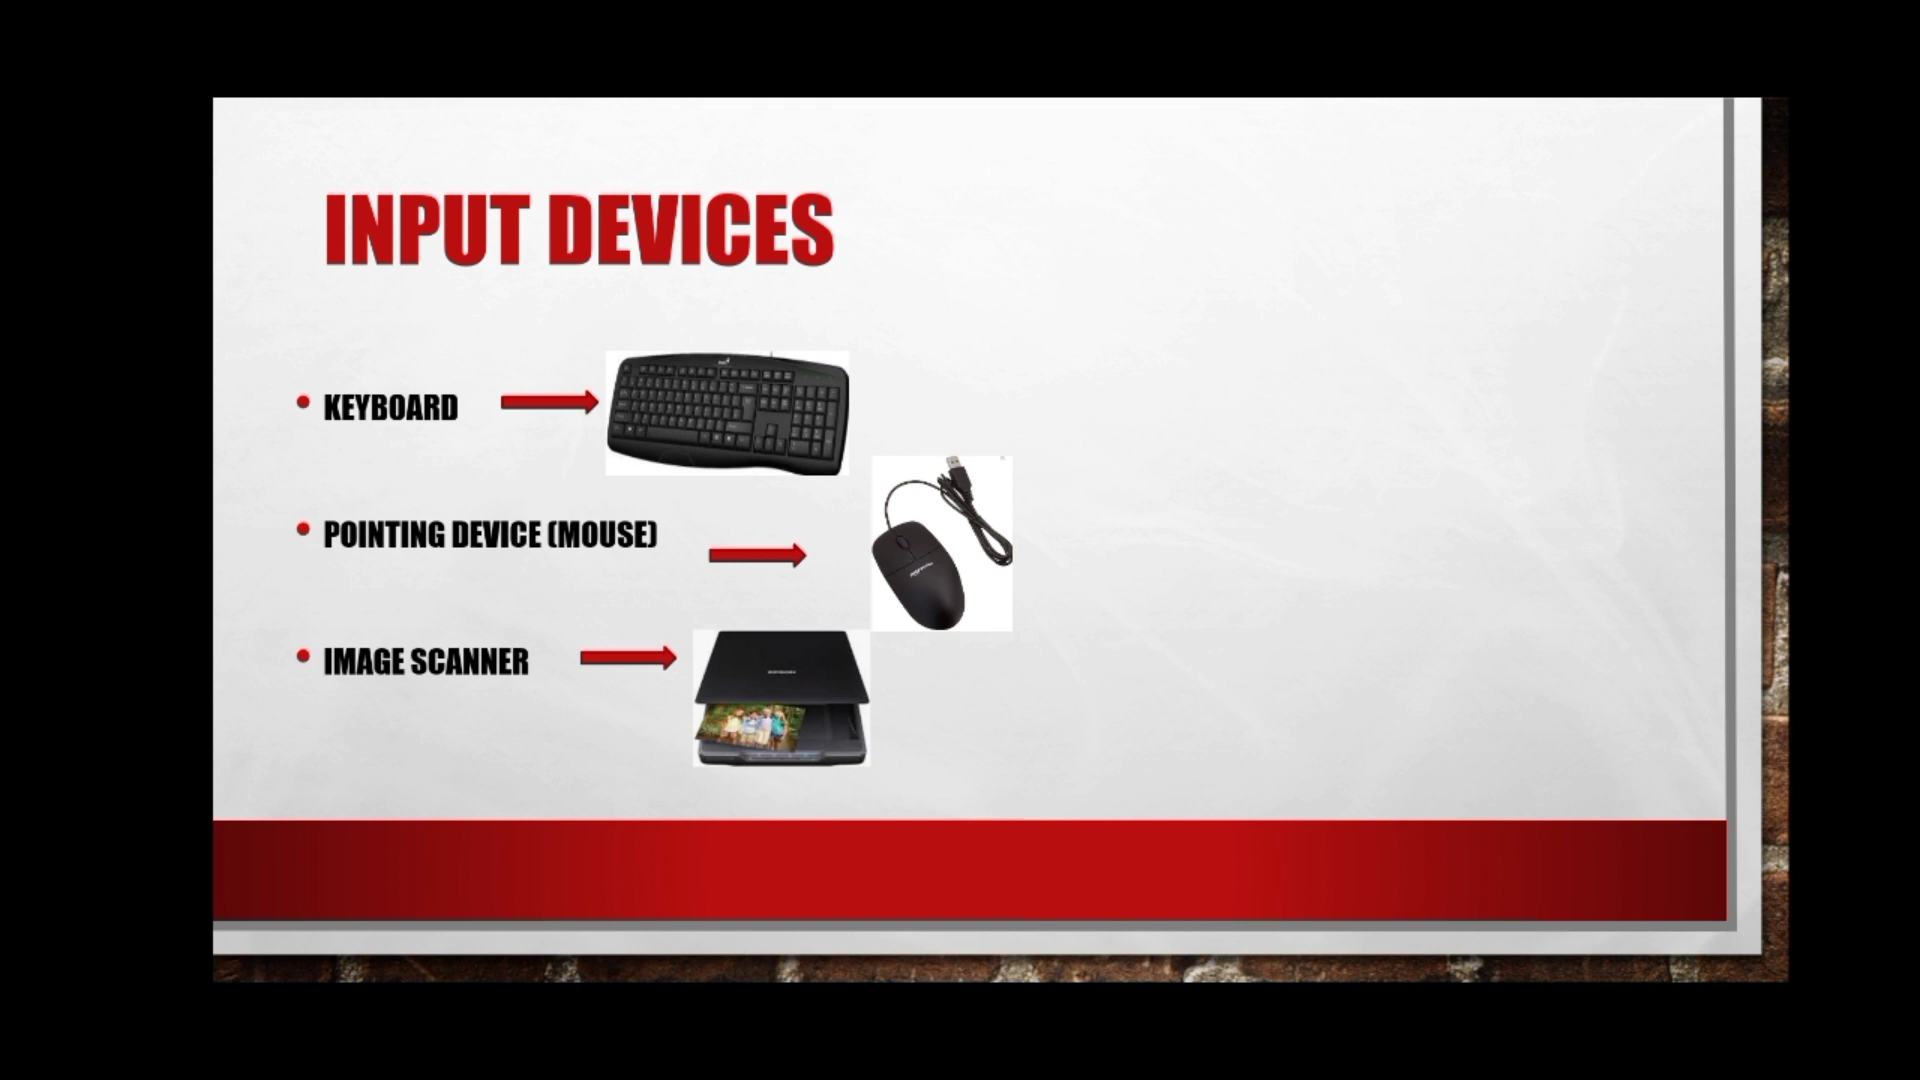 INPUT DEVICES
• KEYBOARD
• POINTING DEVICE (MOUSE)
• IMAGE SCANNER